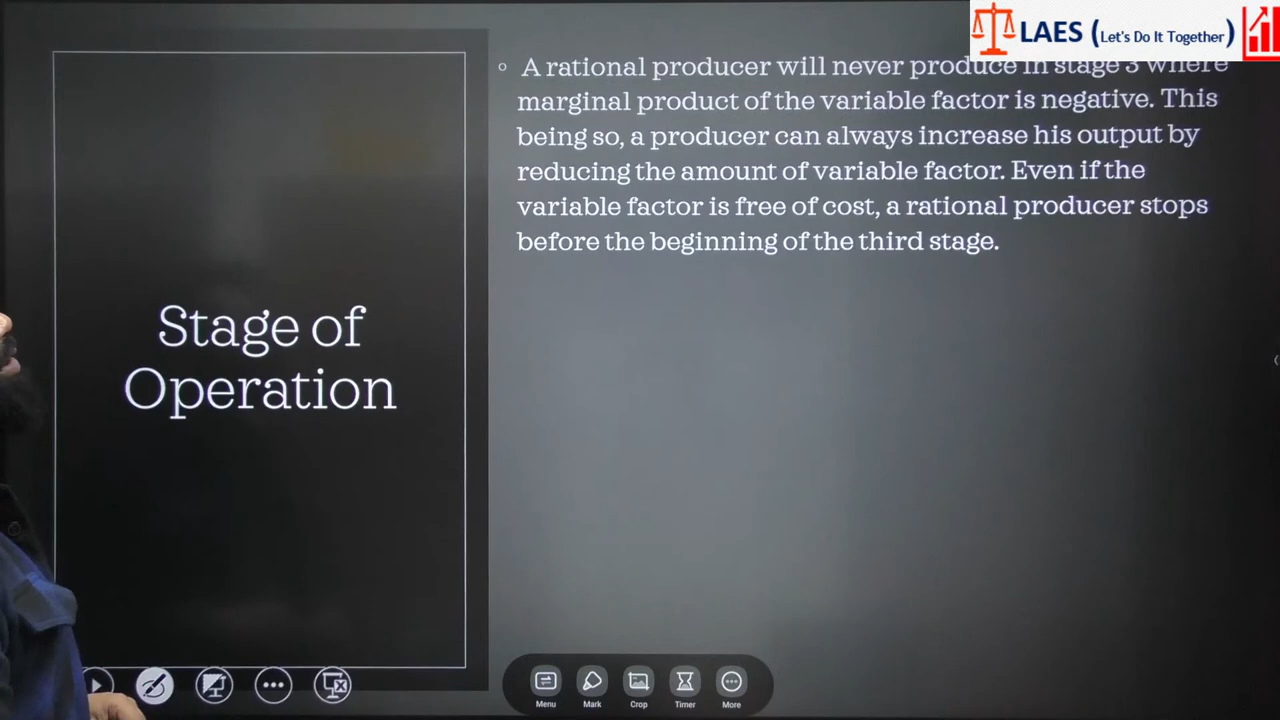 LAES (Let's Do It Together)
Stage of
Operation
A rational producer will never produce in stage 3 where
marginal product of the variable factor is negative. This
being so, a producer can always increase his output by
reducing the amount of variable factor. Even if the
variable factor is free of cost, a rational producer stops
before the beginning of the third stage.
Menu Mark Crop Timer More